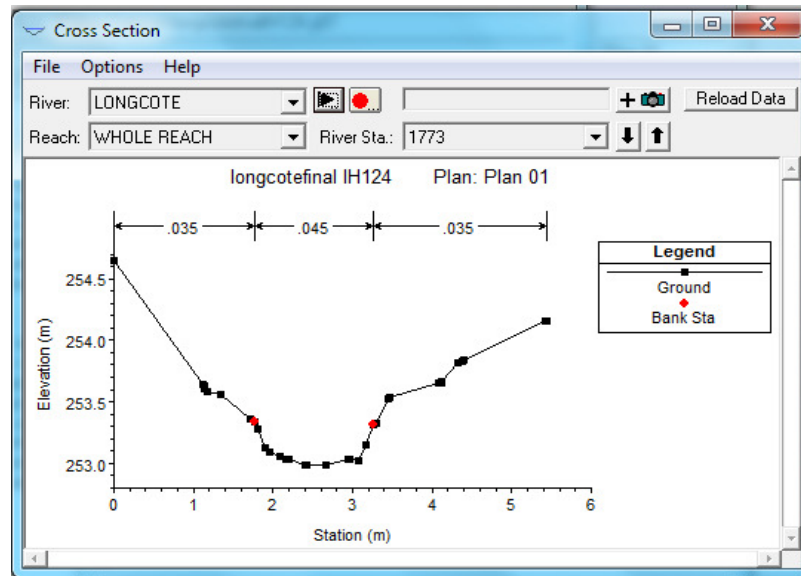 Cross Section
File Options Help
River: LONGCOTE Reload Data
Reach: WHOLE REACH River Sta.: 1773
longcotefinal IH124 Plan: Plan 01
.035 .045 .035
Legend
Ground
Bank Sta
254.5
254.0
253.5
253.0
Elevation (m)
0 1 2 3 4 5 6
Station (m)